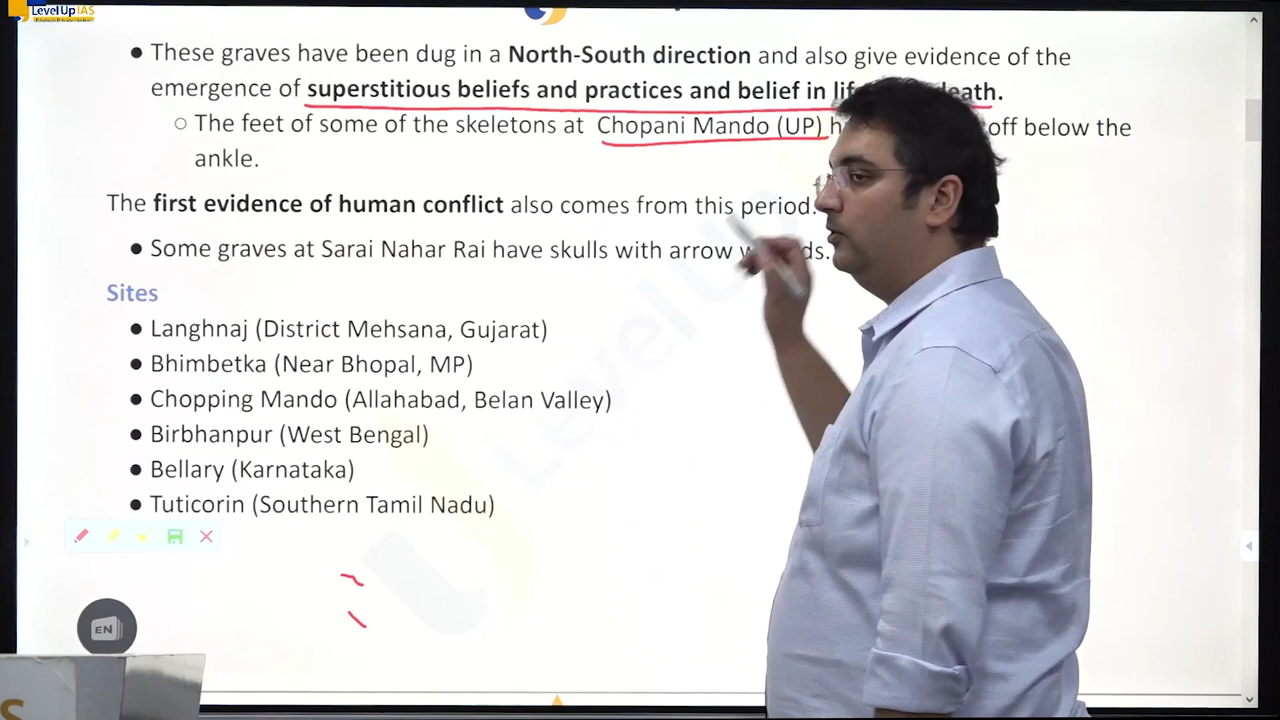 LevelUp IAS
• These graves have been dug in a North-South direction and also give evidence of the
emergence of superstitious beliefs and practices and belief in death.
○ The feet of some of the skeletons at Chopani Mando (UP) off below the
ankle.
The first evidence of human conflict also comes from this period.
• Some graves at Sarai Nahar Rai have skulls with arrow
Sites
• Langhnaj (District Mehsana, Gujarat)
• Bhimbetka (Near Bhopal, MP)
• Chopping Mando (Allahabad, Belan Valley)
• Birbhanpur (West Bengal)
• Bellary (Karnataka)
• Tuticorin (Southern Tamil Nadu)
EN